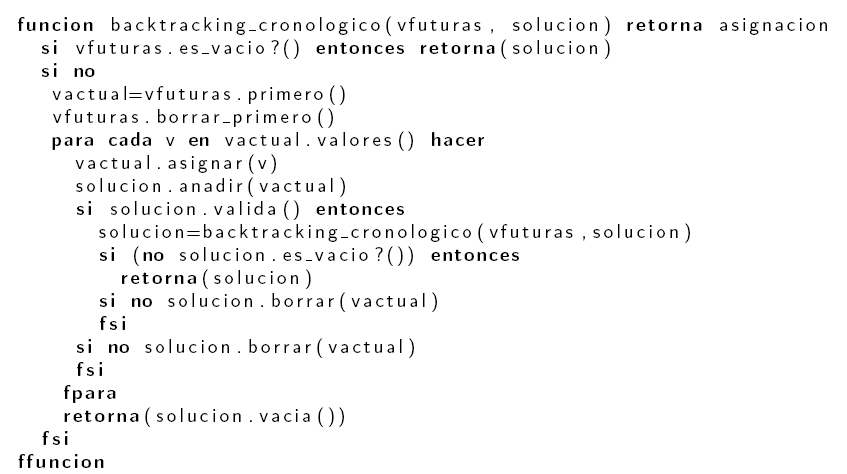 funcion backtracking_cronologico(vfuturas, solucion) retorna asignacion
si vfuturas.es_vacio?() entonces retorna(solucion)
si no
vactual=vfuturas.primero()
vfuturas.borrar_primero()
para cada v en vactual.valores() hacer
vactual.asignar(v)
solucion.anadir(vactual)
si solucion.valida() entonces
solucion=backtracking_cronologico(vfuturas,solucion)
si (no solucion.es_vacio?()) entonces
retorna(solucion)
si no solucion.borrar(vactual)
fsi
si no solucion.borrar(vactual)
fsi
fpara
retorna(solucion.vacia())
fsi
ffuncion